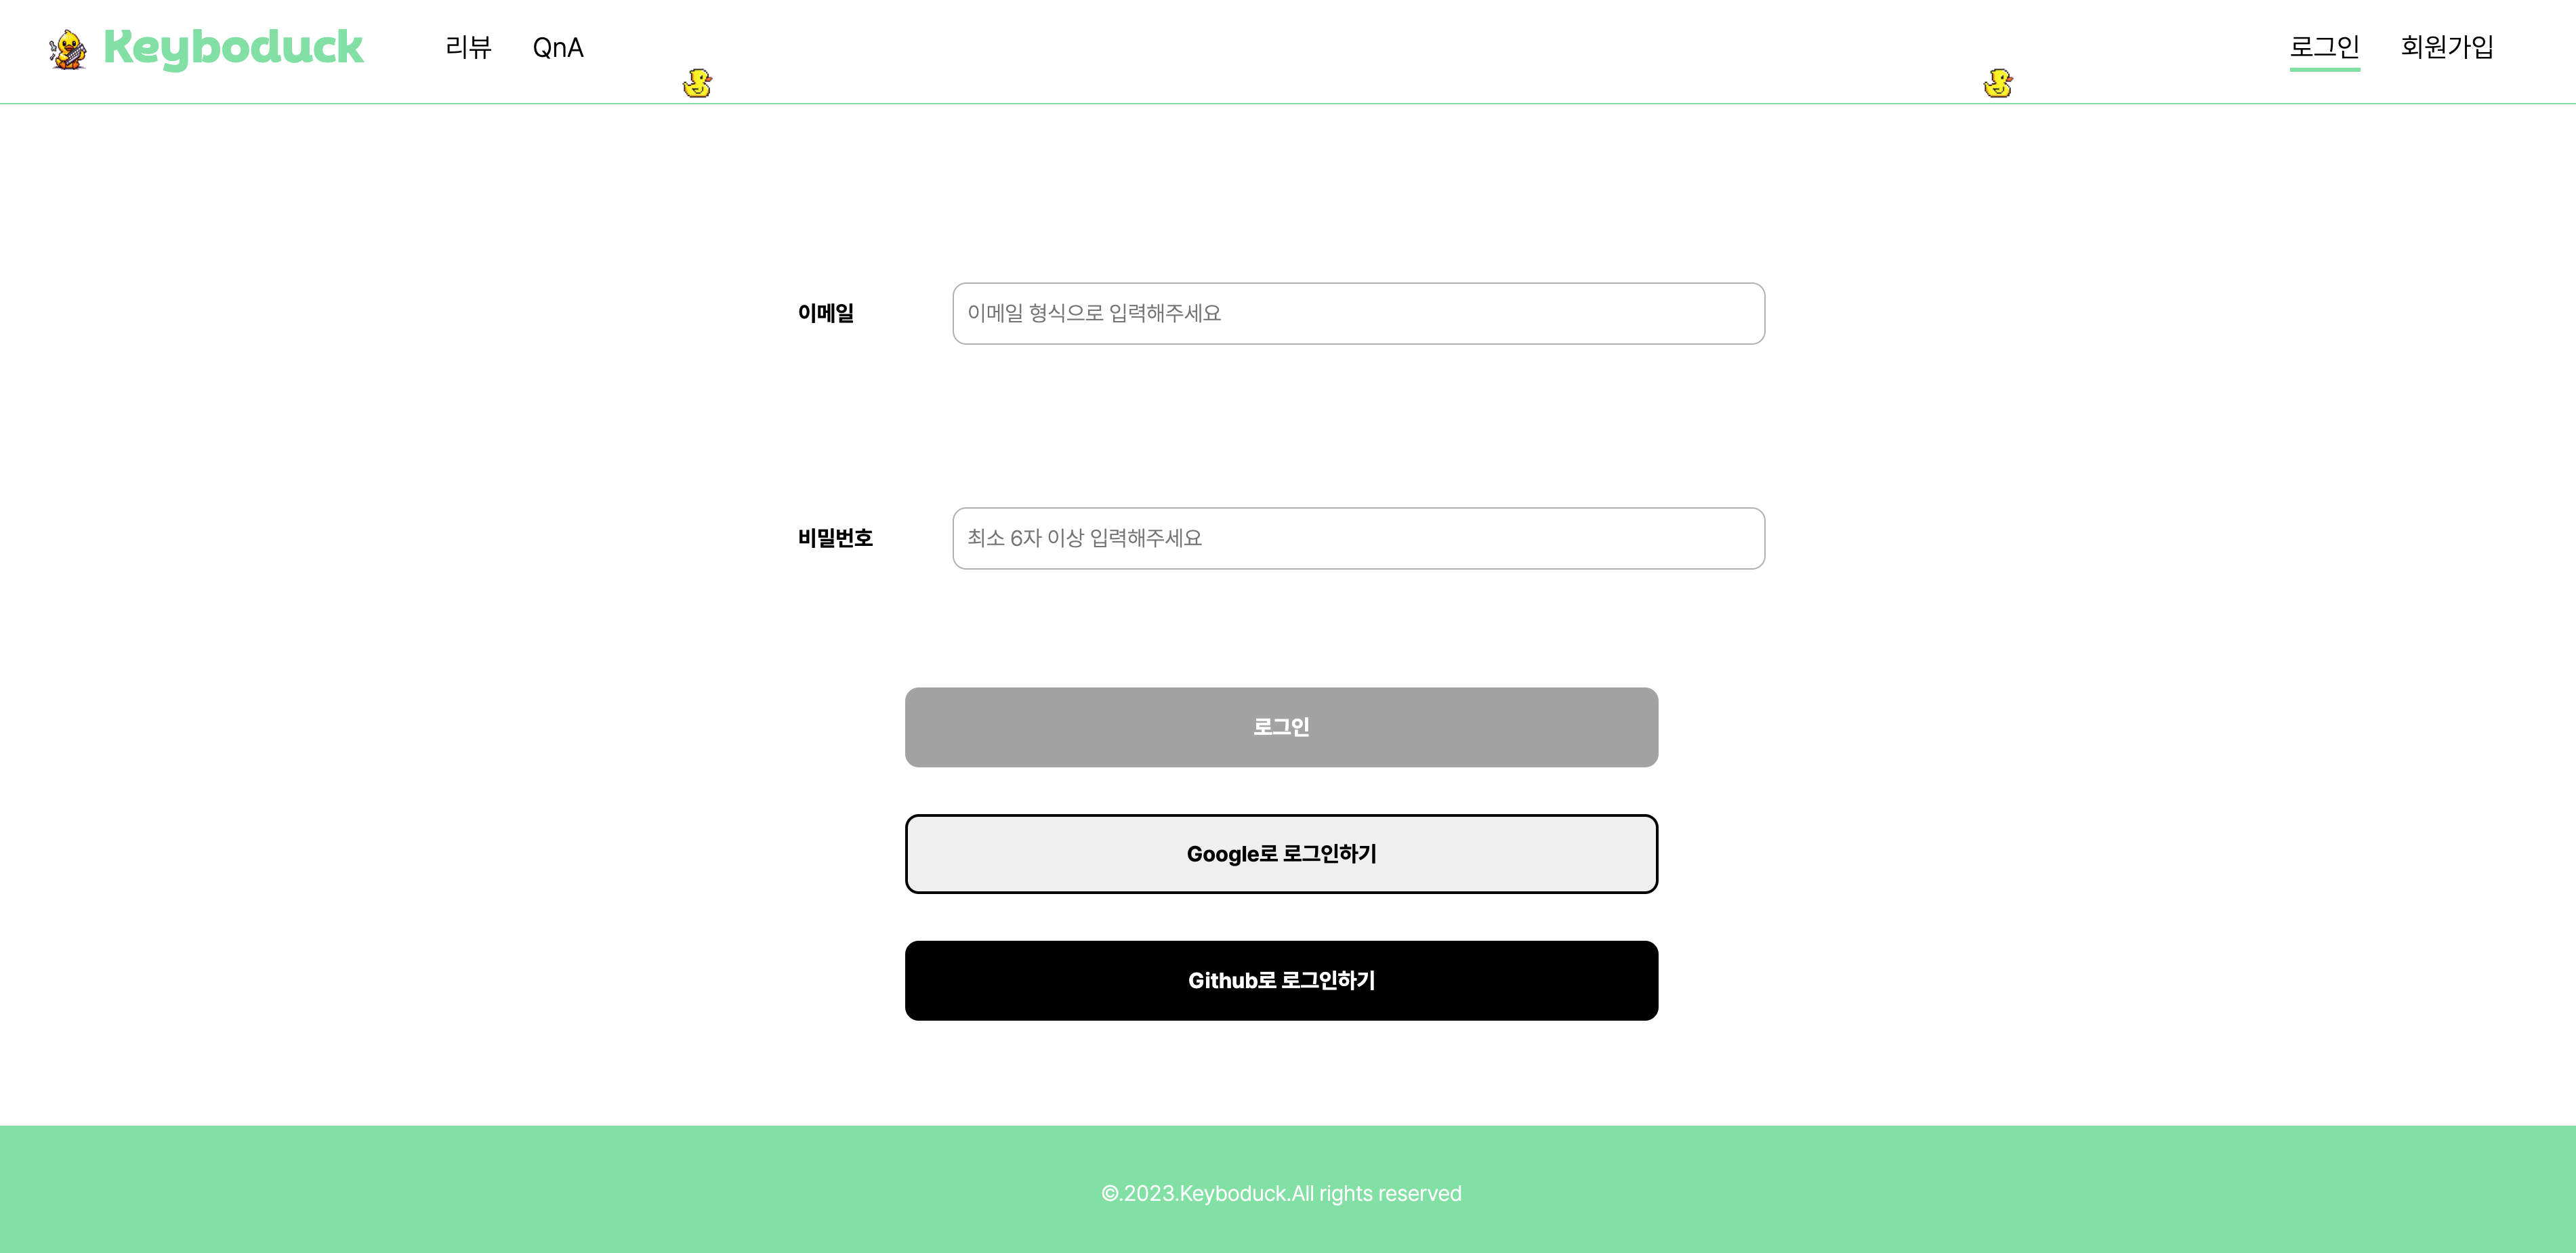 Keyboduck
리뷰
QnA
로그인
회원가입
이메일
이메일 형식으로 입력해주세요
비밀번호
최소 6자 이상 입력해주세요
로그인
Google로 로그인하기
Github로 로그인하기
©.2023.Keyboduck.All rights reserved